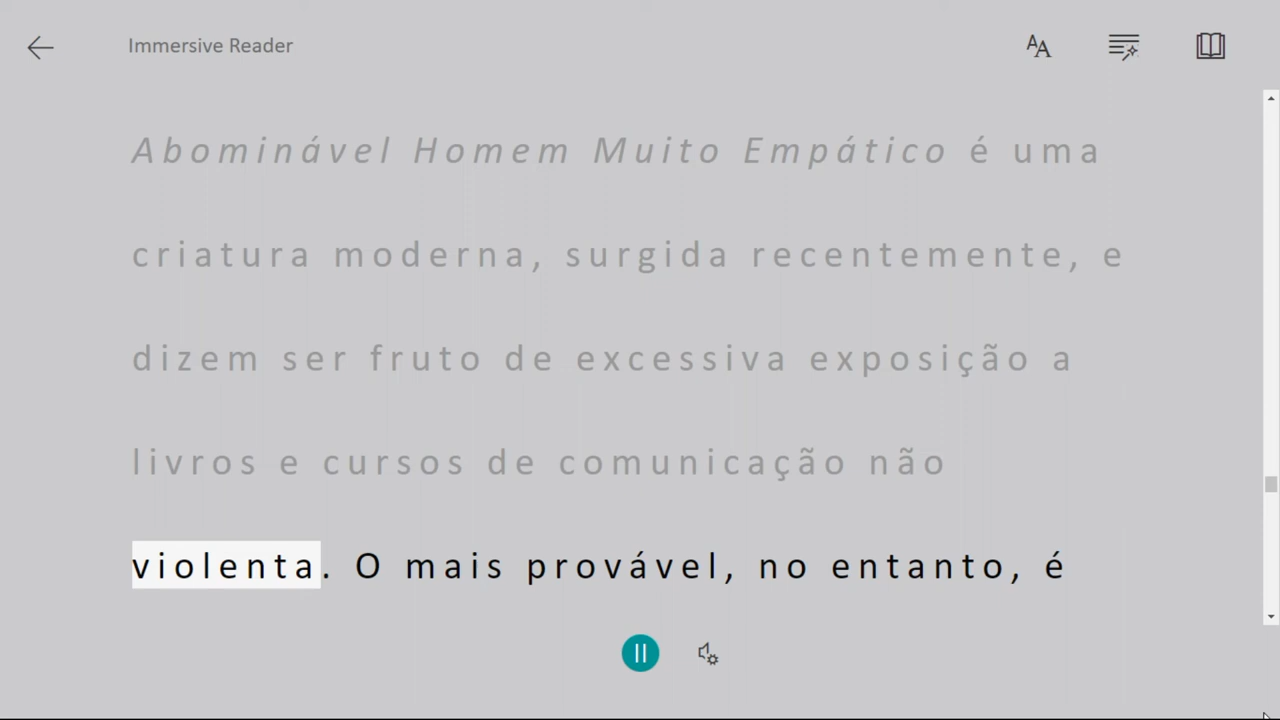 Immersive Reader
Abominável Homem Muito Empático é uma
criatura moderna, surgida recentemente, e
dizem ser fruto de excessiva exposição a
livros e cursos de comunicação não
violenta. O mais provável, no entanto, é